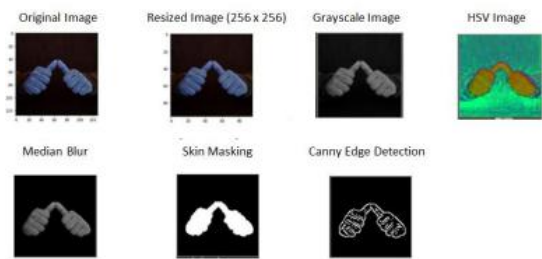 Original Image
Resized Image (256 x 256)
Grayscale Image
HSV Image
Median Blur
Skin Masking
Canny Edge Detection